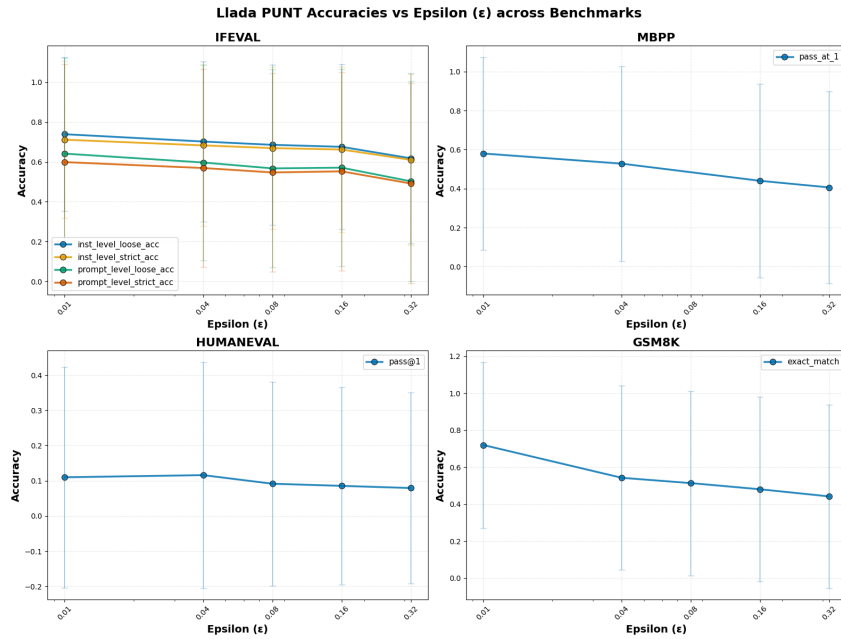 Llada PUNT Accuracies vs Epsilon (ε) across Benchmarks
IFEVAL
Accuracy
1.0
0.8
0.6
0.4
0.2
0.0
inst_level_loose_acc
inst_level_strict_acc
prompt_level_loose_acc
prompt_level_strict_acc
0.01
0.04
0.08
0.16
0.32
Epsilon (ε)
MBPP
Accuracy
1.0
0.8
0.6
0.4
0.2
0.0
pass_at_1
0.01
0.04
0.08
0.16
0.32
Epsilon (ε)
HUMANEVAL
Accuracy
0.4
0.3
0.2
0.1
0.0
−0.1
−0.2
pass@1
0.01
0.04
0.08
0.16
0.32
Epsilon (ε)
GSM8K
Accuracy
1.2
1.0
0.8
0.6
0.4
0.2
0.0
exact_match
0.01
0.04
0.08
0.16
0.32
Epsilon (ε)